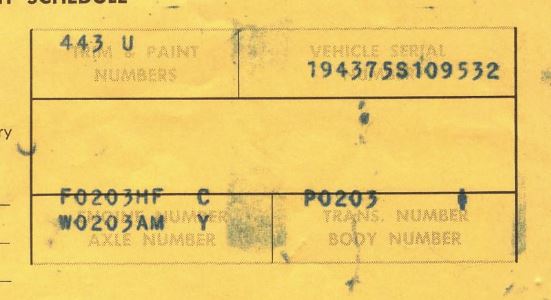 SCHEDULE
443 U
TRIM & PAINT
NUMBERS
VEHICLE SERIAL
194375S109532
F0203HF C
W0203AM Y
ENGINE NUMBER
AXLE NUMBER
P0203
TRANS. NUMBER
BODY NUMBER